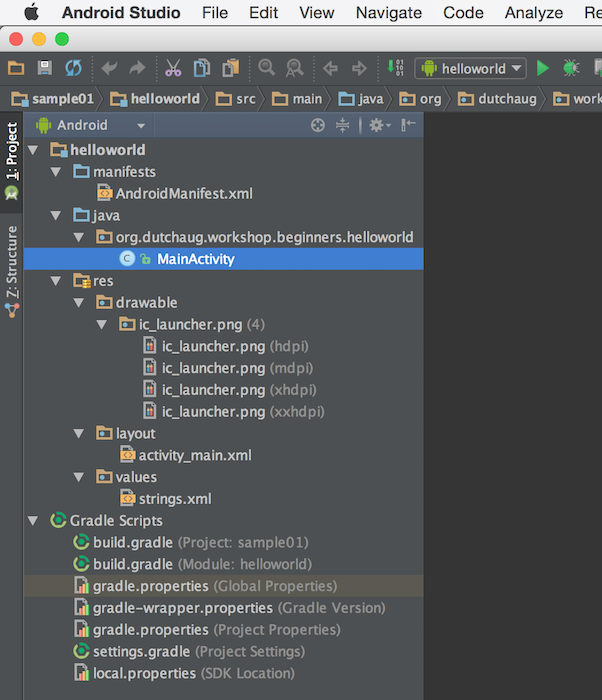 Android Studio File Edit View Navigate Code Analyze Re
helloworld
sample01 helloworld src main java org dutchaug work
1: Project
Z: Structure
Android
helloworld
manifests
AndroidManifest.xml
java
org.dutchaug.workshop.beginners.helloworld
MainActivity
res
drawable
ic_launcher.png (4)
ic_launcher.png (hdpi)
ic_launcher.png (mdpi)
ic_launcher.png (xhdpi)
ic_launcher.png (xxhdpi)
layout
activity_main.xml
values
strings.xml
Gradle Scripts
build.gradle (Project: sample01)
build.gradle (Module: helloworld)
gradle.properties (Global Properties)
gradle-wrapper.properties (Gradle Version)
gradle.properties (Project Properties)
settings.gradle (Project Settings)
local.properties (SDK Location)